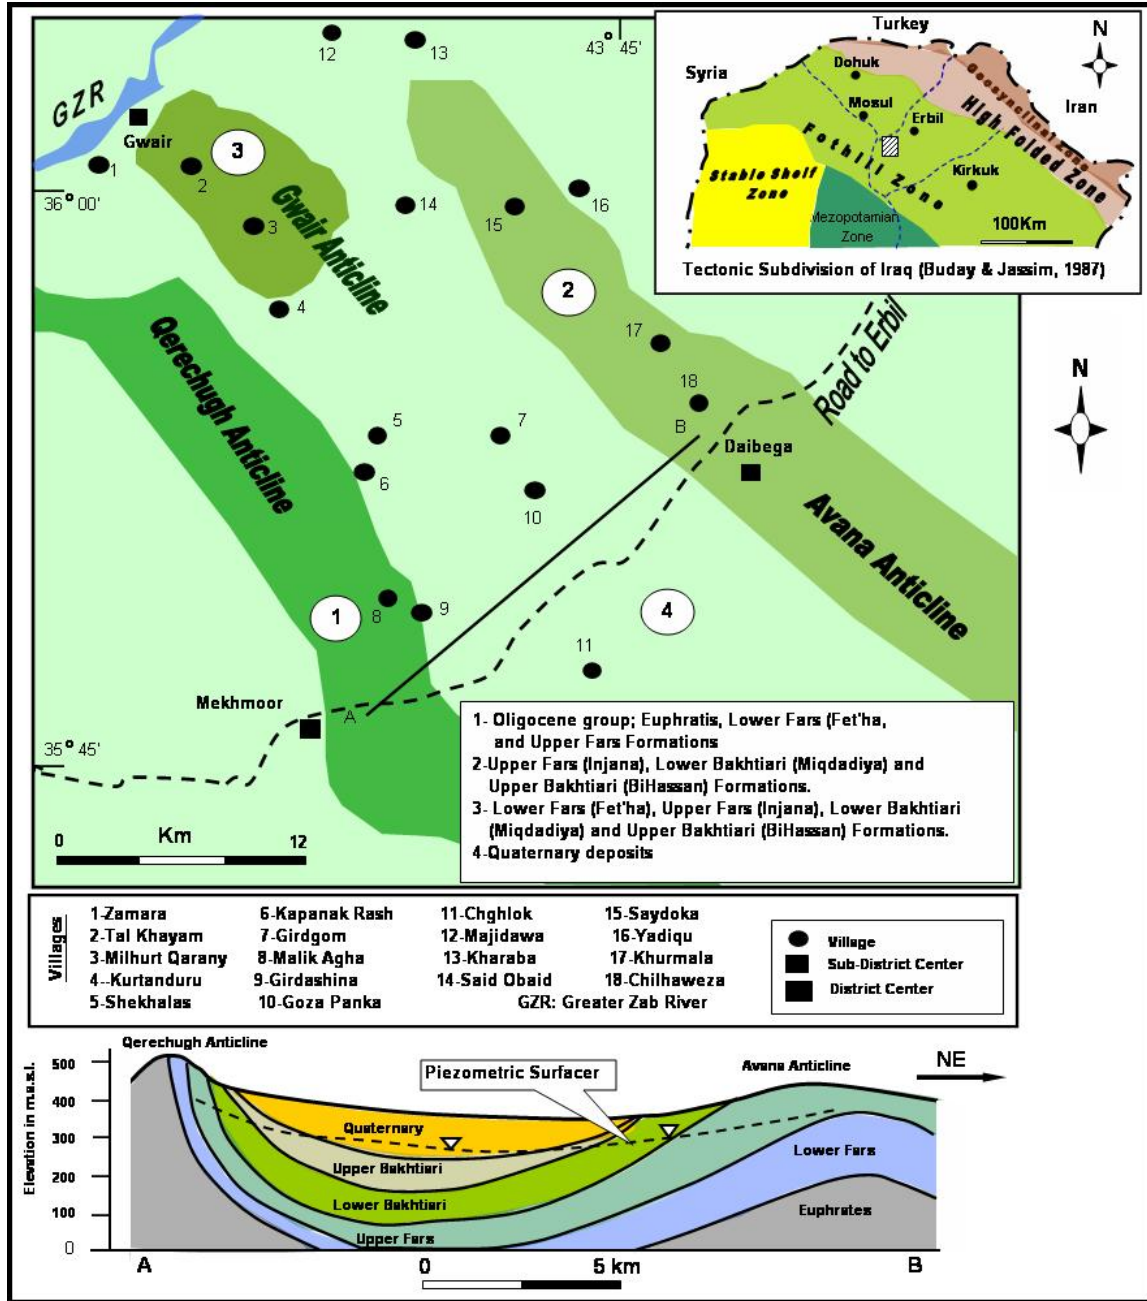 12
13
43° 45'
GZR
Gwair
1
2
3
3
36° 00'
Gwair Anticline
14
15
16
4
2
Qerechugh Anticline
17
18
B
Road to Erbil
Daibega
5
6
7
10
Avana Anticline
N
1
8
9
4
11
Mekhmoor
A
35° 45'
0 12
Km
Turkey
N
Syria
Dohuk
Geosynclinal Zone
Iran
Mosul
Erbil
High Folded Zone
Fothill Zone
Stable Shelf
Zone
Kirkuk
Mezopotamian
Zone
100Km
Tectonic Subdivision of Iraq (Buday & Jassim, 1987)
1- Oligocene group; Euphratis, Lower Fars (Fet'ha,
and Upper Fars Formations
2-Upper Fars (Injana), Lower Bakhtiari (Miqdadiya) and
Upper Bakhtiari (BiHassan) Formations.
3- Lower Fars (Fet'ha), Upper Fars (Injana), Lower Bakhtiari
(Miqdadiya) and Upper Bakhtiari (BiHassan) Formations.
4-Quaternary deposits
Villages
1-Zamara 6-Kapanak Rash 11-Chghlok 15-Saydoka
2-Tal Khayam 7-Girdgom 12-Majidawa 16-Yadiqu
3-Milhurt Qarany 8-Malik Agha 13-Kharaba 17-Khurmala
4--Kurtanduru 9-Girdashina 14-Said Obaid 18-Chilhaweza
5-Shekhalas 10-Goza Panka GZR: Greater Zab River
Village
Sub-District Center
District Center
Qerechugh Anticline
Avana Anticline
NE
Piezometric Surfacer
Elevation in m.a.s.l.
500
400
300
200
100
0
Quaternary
Upper Bakhtiari
Lower Bakhtiari
Upper Fars
Lower Fars
Euphrates
A
B
0 5 km